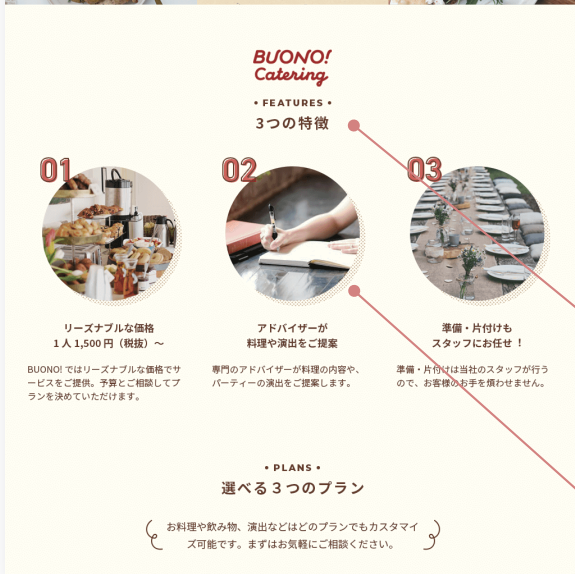 BUONO!
Catering
• FEATURES •
3つの特徴
01
02
03
リーズナブルな価格
1人 1,500円（税抜）〜
BUONO! ではリーズナブルな価格でサ
ービスをご提供。予算とご相談してプ
ランを決めていただけます。
アドバイザーが
料理や演出をご提案
専門のアドバイザーが料理の内容や、
パーティーの演出をご提案します。
準備・片付けも
スタッフにお任せ！
準備・片付けは当社のスタッフが行う
ので、お客様のお手を煩わせません。
• PLANS •
選べる３つのプラン
お料理や飲み物、演出などはどのプランでもカスタマイ
ズ可能です。まずはお気軽にご相談ください。